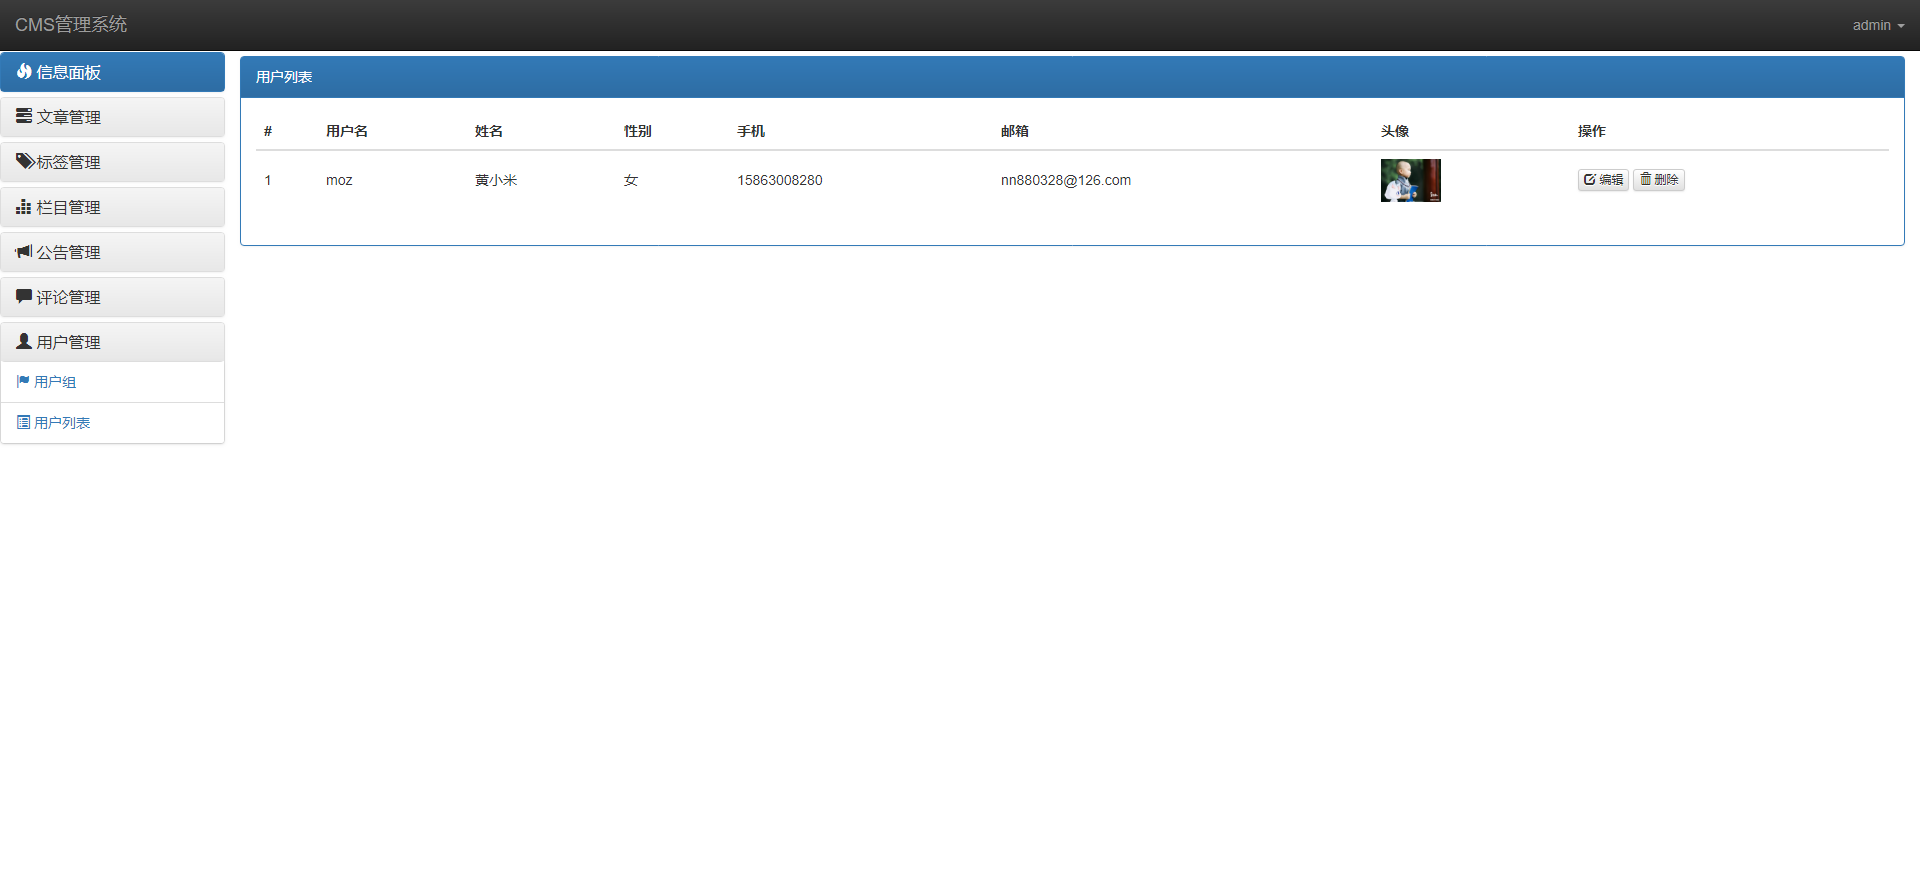 CMS管理系统
admin
信息面板
文章管理
标签管理
栏目管理
公告管理
评论管理
用户管理
用户组
用户列表
用户列表
# 用户名 姓名 性别 手机 邮箱 头像 操作
1 moz 黄小米 女 15863008280 nn880328@126.com 编辑 删除